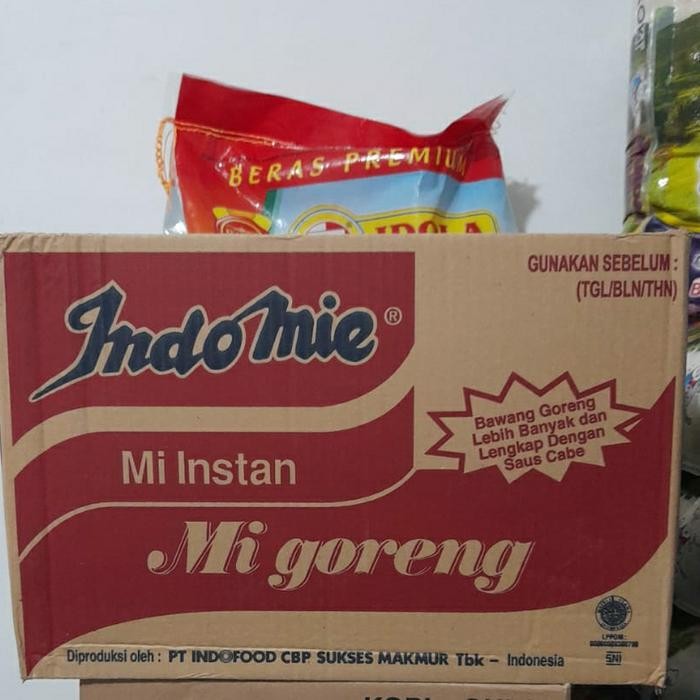 BERAS PREMIUM
IDOLA
GUNAKAN SEBELUM :
(TGL/BLN/THN)
Indomie®
Bawang Goreng
Lebih Banyak dan
Lengkap Dengan
Saus Cabe
Mi Instan
Mi goreng
LPPOM :
SNI
Diproduksi oleh : PT INDOFOOD CBP SUKSES MAKMUR Tbk - Indonesia